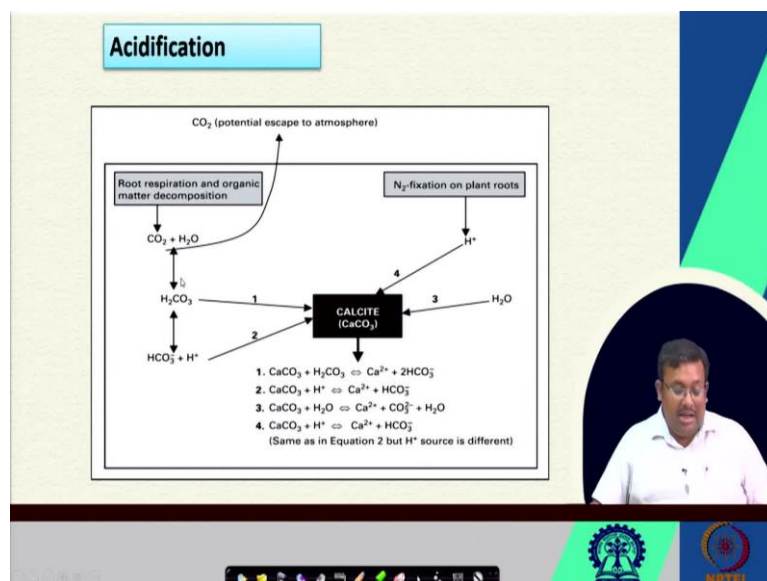 Acidification
CO₂ (potential escape to atmosphere)
Root respiration and organic
matter decomposition
N₂-fixation on plant roots
CO₂ + H₂O
H⁺
4
H₂CO₃
1
CALCITE
(CaCO₃)
3
H₂O
2
HCO₃⁻ + H⁺
1. CaCO₃ + H₂CO₃ ⇔ Ca²⁺ + 2HCO₃⁻
2. CaCO₃ + H⁺ ⇔ Ca²⁺ + HCO₃⁻
3. CaCO₃ + H₂O ⇔ Ca²⁺ + CO₃²⁻ + H₂O
4. CaCO₃ + H⁺ ⇔ Ca²⁺ + HCO₃⁻
(Same as in Equation 2 but H⁺ source is different)
NPTEL